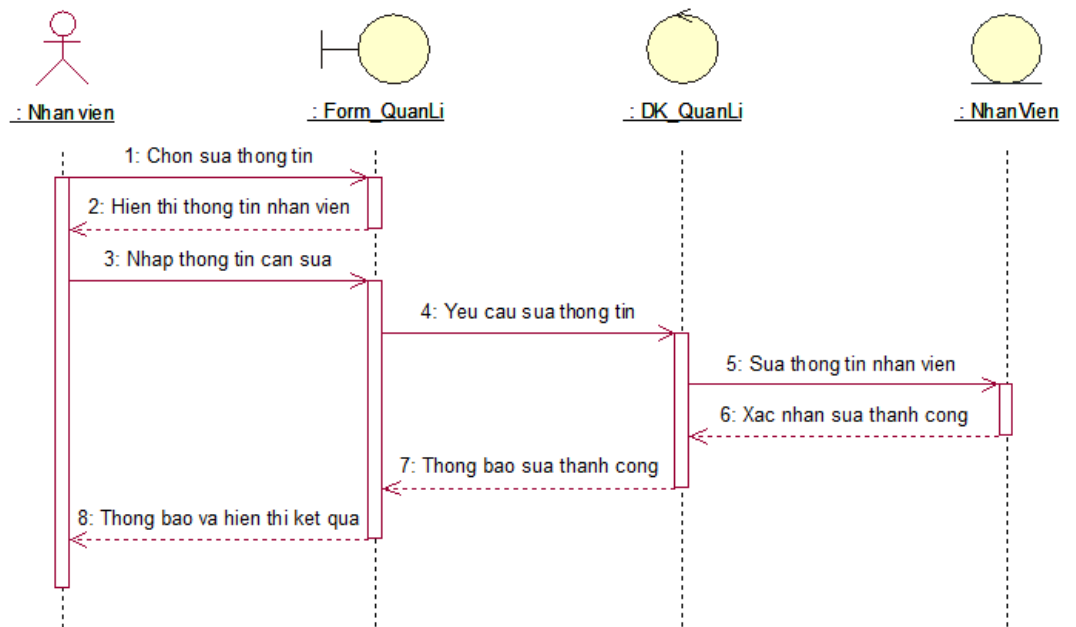 : Nhan vien
: Form_QuanLi
: DK_QuanLi
: NhanVien
1: Chon sua thong tin
2: Hien thi thong tin nhan vien
3: Nhap thong tin can sua
4: Yeu cau sua thong tin
5: Sua thong tin nhan vien
6: Xac nhan sua thanh cong
7: Thong bao sua thanh cong
8: Thong bao va hien thi ket qua